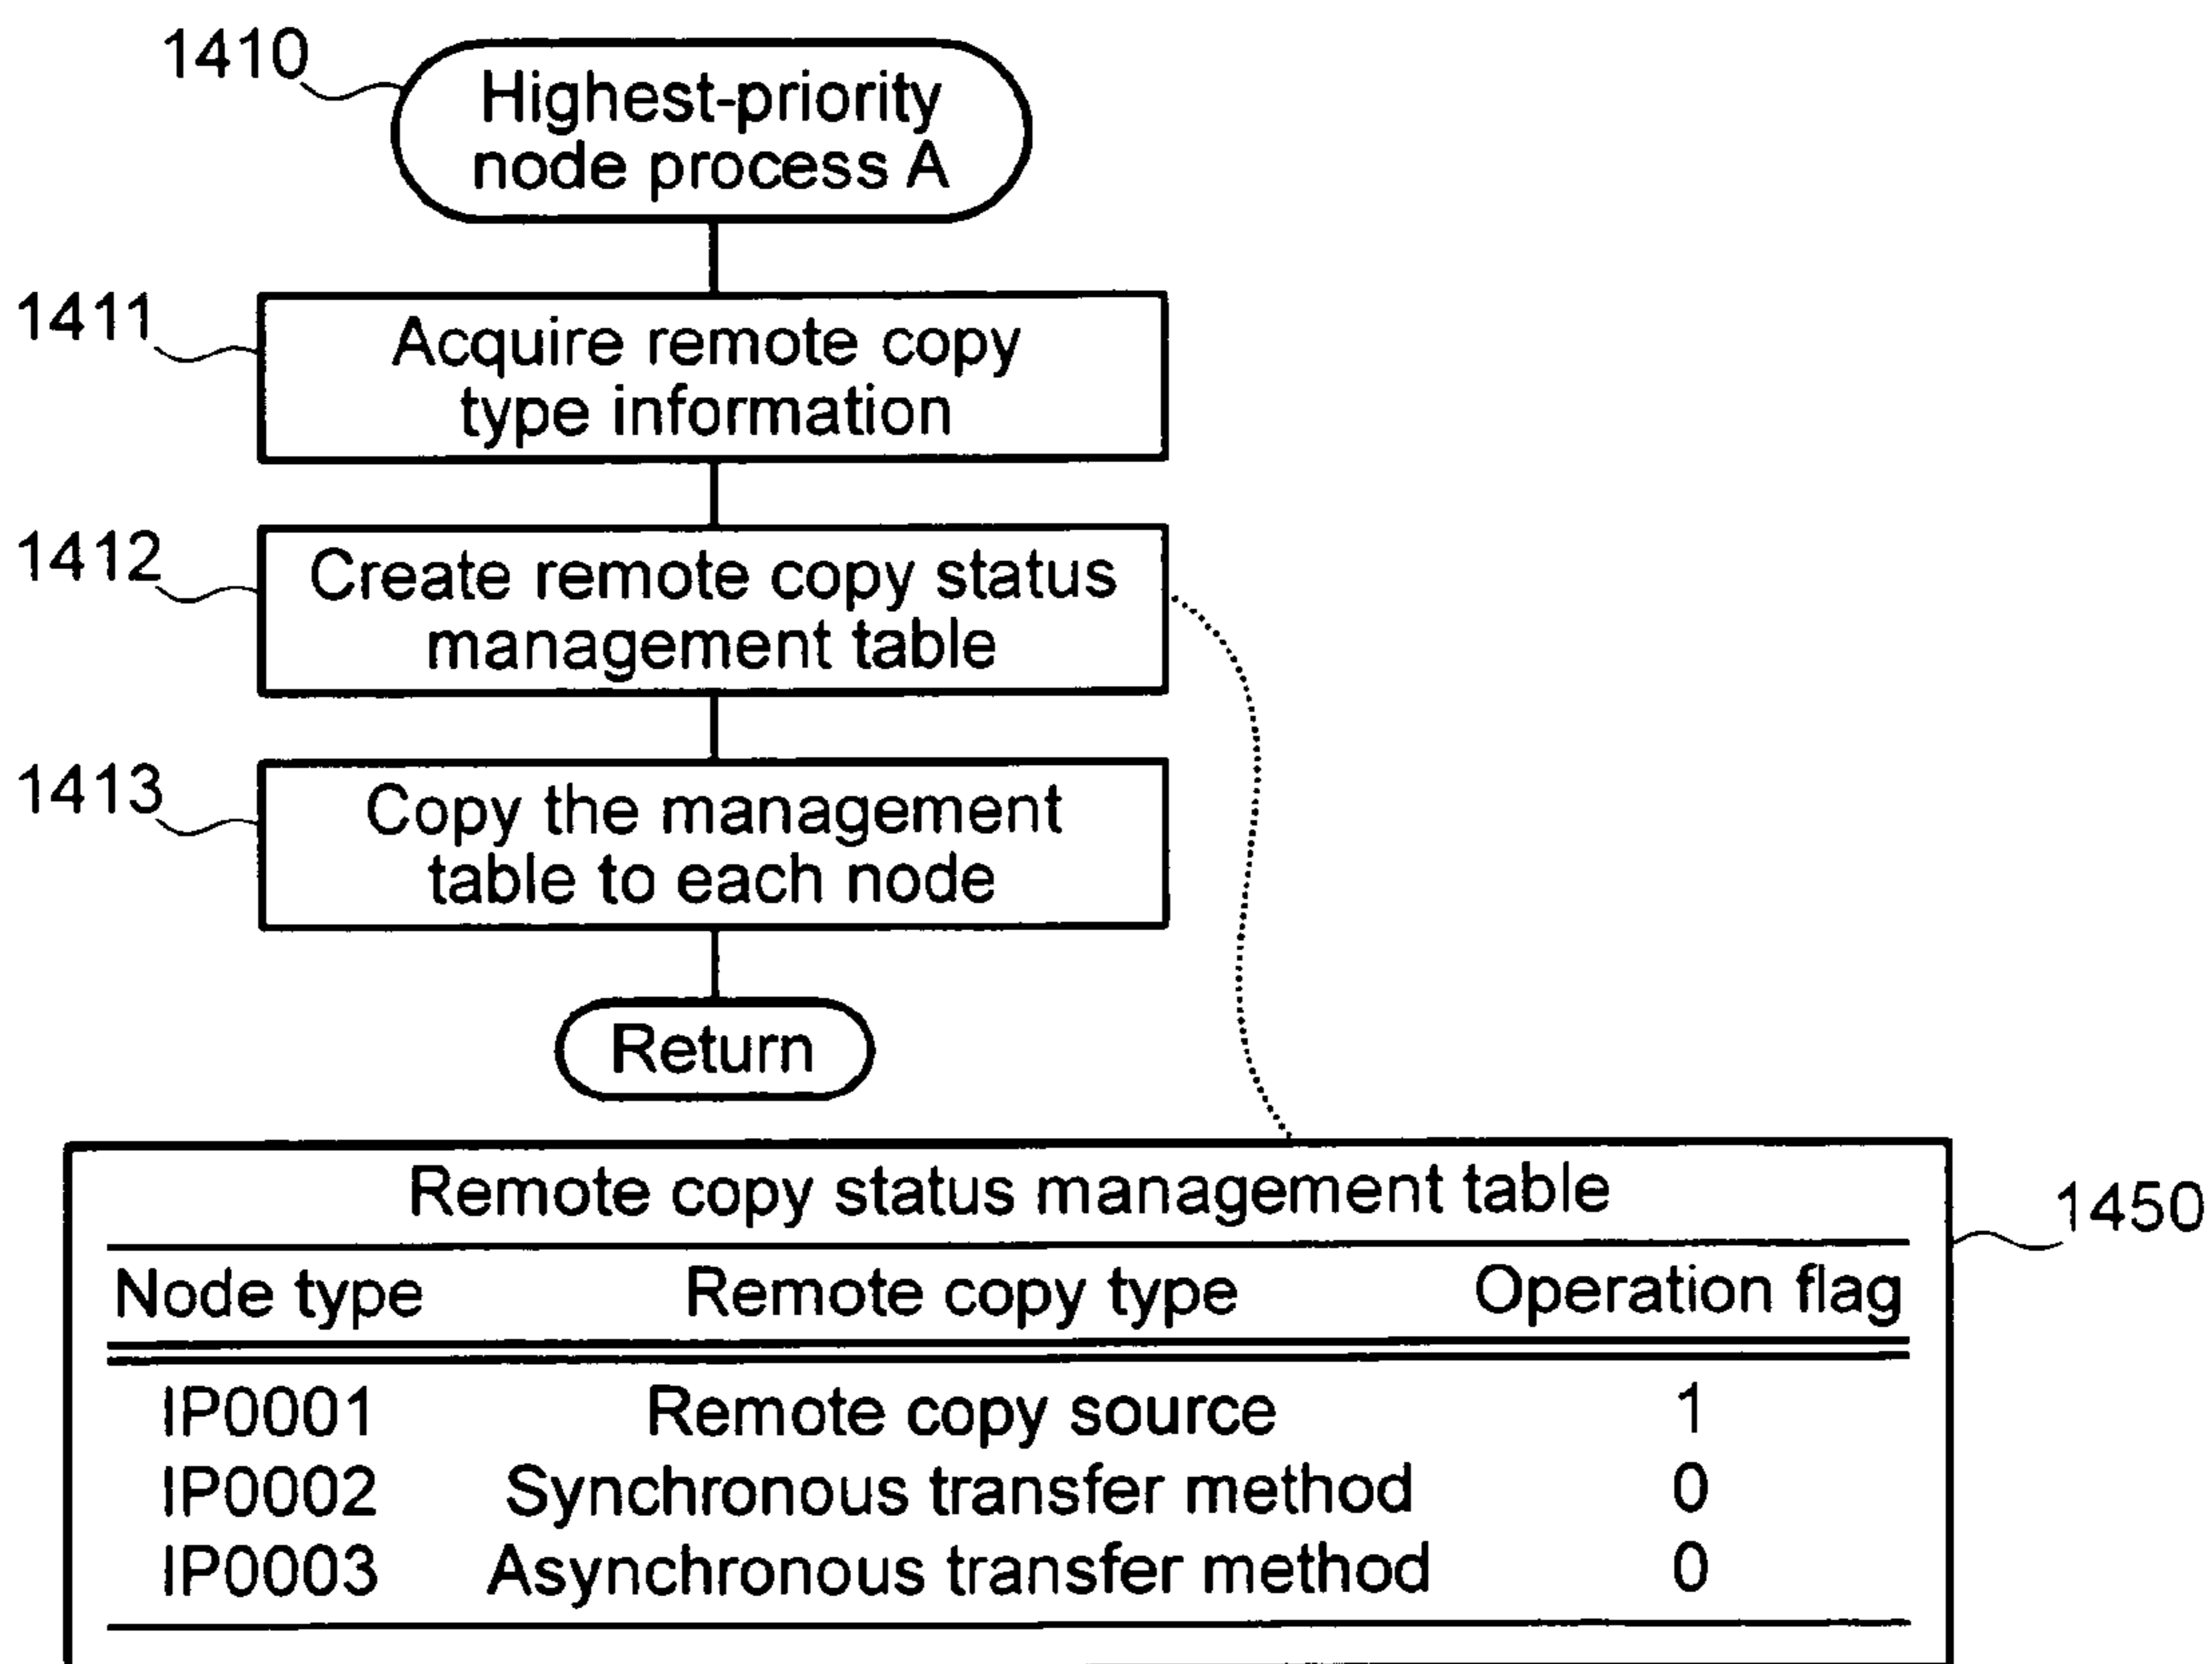 1410
Highest-priority
node process A
1411
Acquire remote copy
type information
1412
Create remote copy status
management table
1413
Copy the management
table to each node
Return
Remote copy status management table
1450
Node type Remote copy type Operation flag
IP0001 Remote copy source 1
IP0002 Synchronous transfer method 0
IP0003 Asynchronous transfer method 0